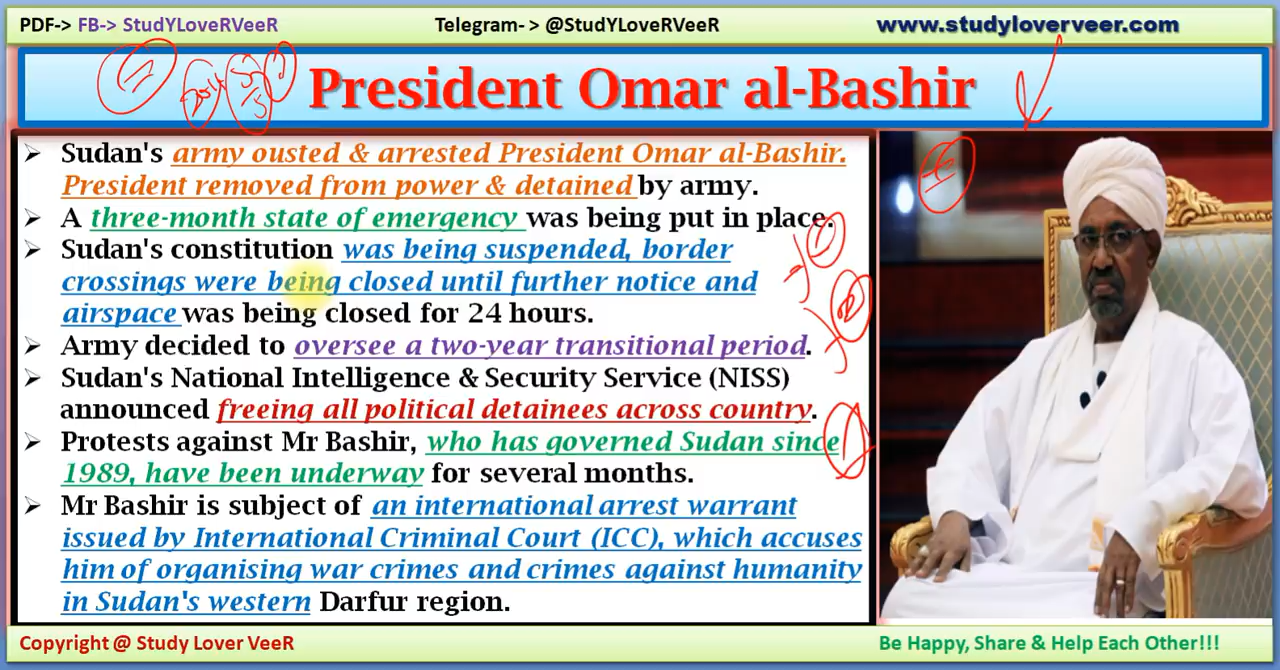 PDF-> FB-> StudYLoveRVeeR Telegram- > @StudYLoveRVeeR www.studyloverveer.com
President Omar al-Bashir
➢ Sudan's army ousted & arrested President Omar al-Bashir.
President removed from power & detained by army.
➢ A three-month state of emergency was being put in place.
➢ Sudan's constitution was being suspended, border
crossings were being closed until further notice and
airspace was being closed for 24 hours.
➢ Army decided to oversee a two-year transitional period.
➢ Sudan's National Intelligence & Security Service (NISS)
announced freeing all political detainees across country.
➢ Protests against Mr Bashir, who has governed Sudan since
1989, have been underway for several months.
➢ Mr Bashir is subject of an international arrest warrant
issued by International Criminal Court (ICC), which accuses
him of organising war crimes and crimes against humanity
in Sudan's western Darfur region.
Copyright @ Study Lover VeeR Be Happy, Share & Help Each Other!!!